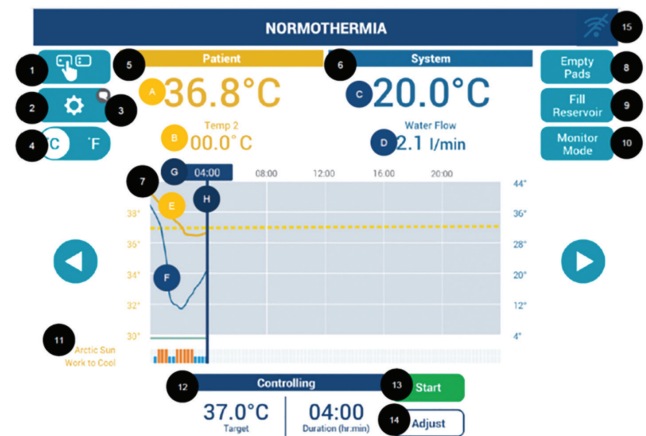 NORMOTHERMIA
15
1
5
Patient
6
System
Empty
Pads
8
A
36.8°C
C
20.0°C
2
3
Fill
Reservoir
9
4
°C
°F
B
Temp 2
00.0°C
D
Water Flow
2.1 l/min
Monitor
Mode
10
7
G
04:00
08:00
12:00
16:00
20:00
H
E
F
38°
35°
34°
32°
30°
44°
36°
28°
20°
12°
4°
11
Arctic Sun
Work to Cool
12
Controlling
13
Start
37.0°C
Target
04:00
Duration (hr:min)
14
Adjust